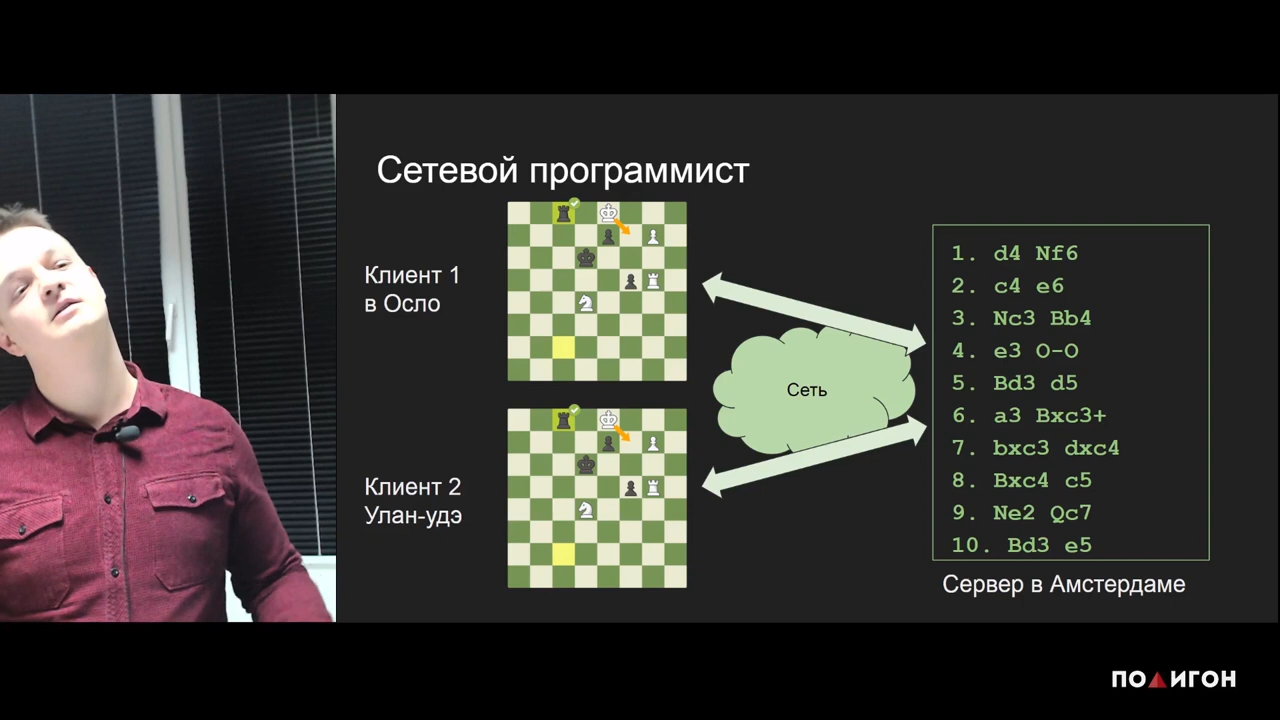 Сетевой программист
Клиент 1
в Осло
Клиент 2
Улан-удэ
Сеть
1. d4 Nf6
2. c4 e6
3. Nc3 Bb4
4. e3 O-O
5. Bd3 d5
6. a3 Bxc3+
7. bxc3 dxc4
8. Bxc4 c5
9. Ne2 Qc7
10. Bd3 e5
Сервер в Амстердаме
ПОЛИГОН